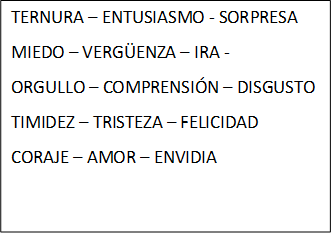 TERNURA – ENTUSIASMO - SORPRESA
MIEDO – VERGÜENZA – IRA -
ORGULLO – COMPRENSIÓN – DISGUSTO
TIMIDEZ – TRISTEZA – FELICIDAD
CORAJE – AMOR – ENVIDIA